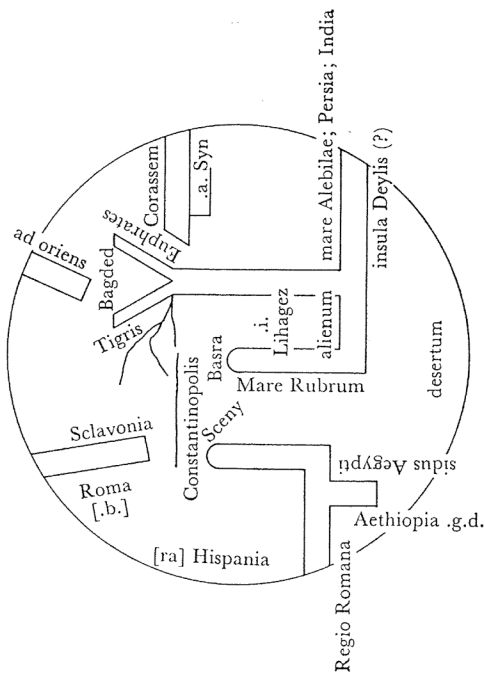 ad oriens
Bagded
Euphrates
Corassem
.a. Syn
Tigris
mare Alebilae; Persia; India
insula Deylis (?)
Lihagez
.i.
alienum
Basra
Mare Rubrum
desertum
Sclavonia
Constantinopolis
Sceny
Roma
[.b.]
sidus Aegypti
Aethiopia .g.d.
[ra] Hispania
Regio Romana